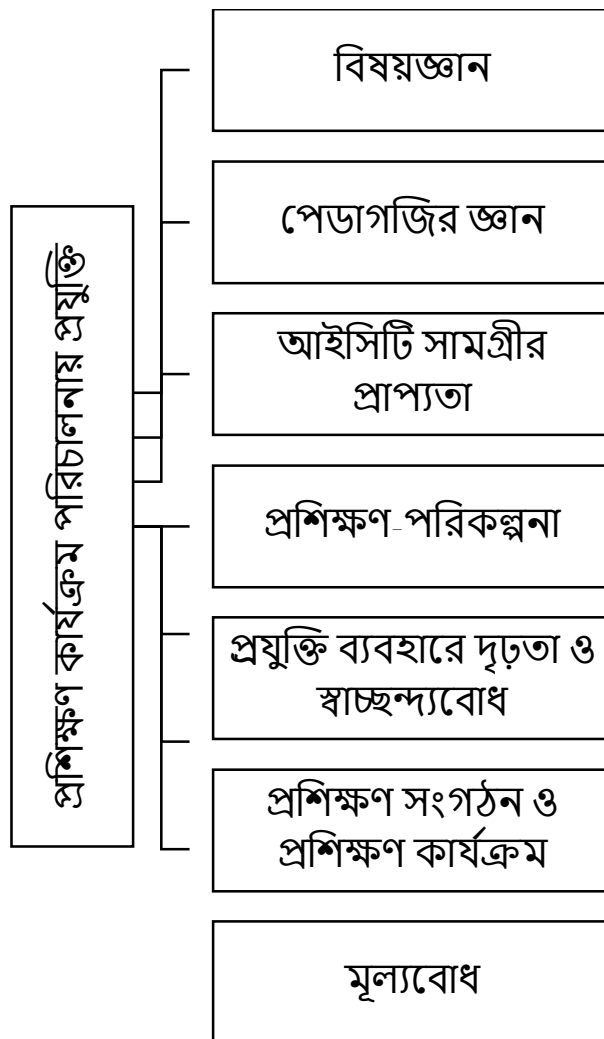 প্রশিক্ষণ কার্যক্রম পরিচালনায় প্রযুক্তি
বিষয়জ্ঞান
পেডাগজির জ্ঞান
আইসিটি সামগ্রীর
প্রাপ্যতা
প্রশিক্ষণ-পরিকল্পনা
প্রযুক্তি ব্যবহারে দৃঢ়তা ও
স্বাচ্ছন্দ্যবোধ
প্রশিক্ষণ সংগঠন ও
প্রশিক্ষণ কার্যক্রম
মূল্যবোধ